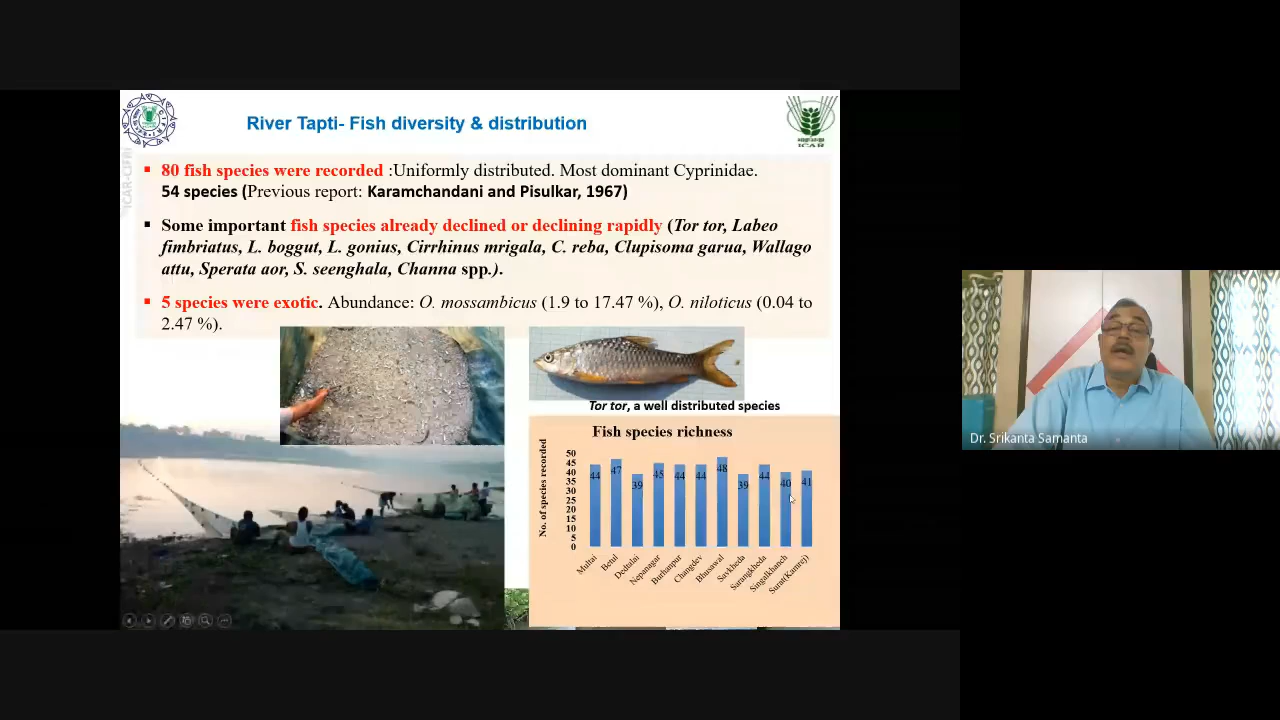 River Tapti- Fish diversity & distribution
ICAR
ICAR-CIFRI
▪ 80 fish species were recorded :Uniformly distributed. Most dominant Cyprinidae.
54 species (Previous report: Karamchandani and Pisulkar, 1967)
▪ Some important fish species already declined or declining rapidly (Tor tor, Labeo
fimbriatus, L. boggut, L. gonius, Cirrhinus mrigala, C. reba, Clupisoma garua, Wallago
attu, Sperata aor, S. seenghala, Channa spp.).
▪ 5 species were exotic. Abundance: O. mossambicus (1.9 to 17.47 %), O. niloticus (0.04 to
2.47 %).
Tor tor, a well distributed species
Fish species richness
No. of species recorded
50
45
40
35
30
25
20
15
10
5
0
44 47 39 45 44 44 48 39 44 40 41
Multai
Betul
Dedtalai
Nepanagar
Burhanpur
Changdev
Bhusawal
Savkheda
Sarangkheda
Singalkhanch
Surat(Kamrej)
Dr. Srikanta Samanta